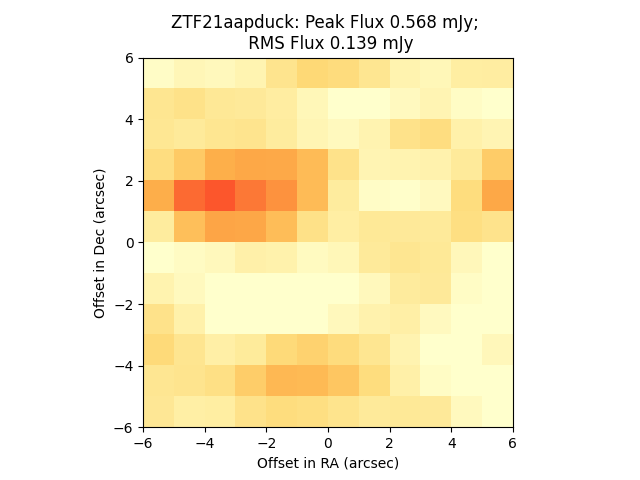 ZTF21aapduck: Peak Flux 0.568 mJy;
RMS Flux 0.139 mJy
6
4
2
0
−2
−4
−6
Offset in Dec (arcsec)
−6 −4 −2 0 2 4 6
Offset in RA (arcsec)